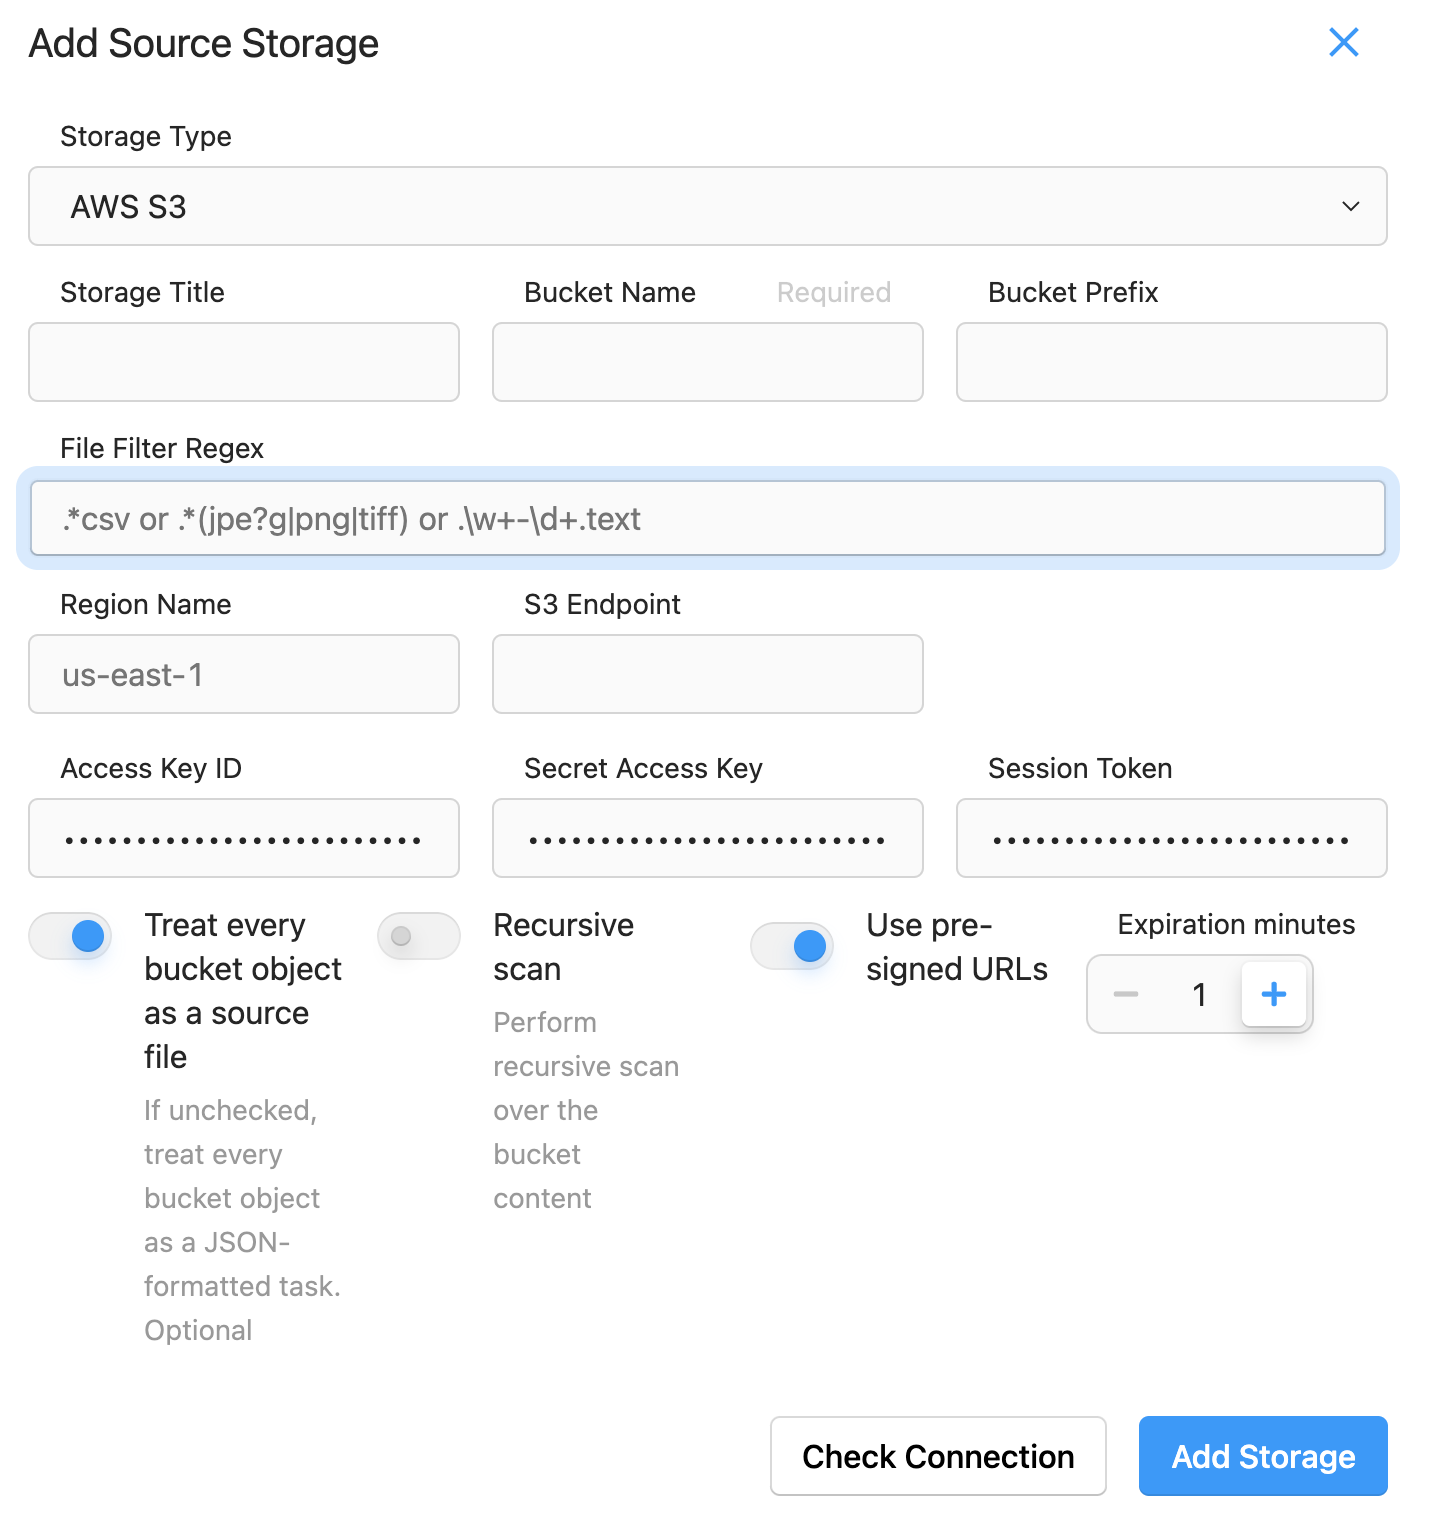 Add Source Storage
Storage Type
AWS S3
Storage Title
Bucket Name Required
Bucket Prefix
File Filter Regex
.*csv or .*(jpe?g|png|tiff) or .\w+-\d+.text
Region Name
us-east-1
S3 Endpoint
Access Key ID
••••••••••••••••••••••••• 
Secret Access Key
•••••••••••••••••••••••••
Session Token
•••••••••••••••••••••••••
Treat every
bucket object
as a source
file
If unchecked,
treat every
bucket object
as a JSON-
formatted task.
Optional
Recursive
scan
Perform
recursive scan
over the
bucket
content
Use pre-
signed URLs
Expiration minutes
1
Check Connection
Add Storage